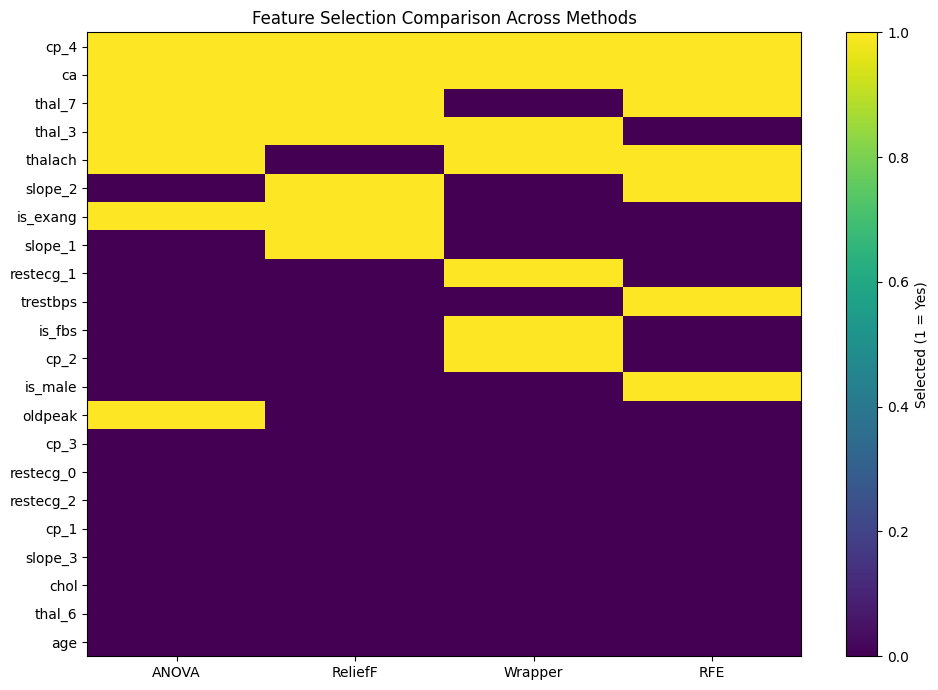 Feature Selection Comparison Across Methods
cp_4
ca
thal_7
thal_3
thalach
slope_2
is_exang
slope_1
restecg_1
trestbps
is_fbs
cp_2
is_male
oldpeak
cp_3
restecg_0
restecg_2
cp_1
slope_3
chol
thal_6
age
ANOVA
ReliefF
Wrapper
RFE
1.0
0.8
0.6
0.4
0.2
0.0
Selected (1 = Yes)